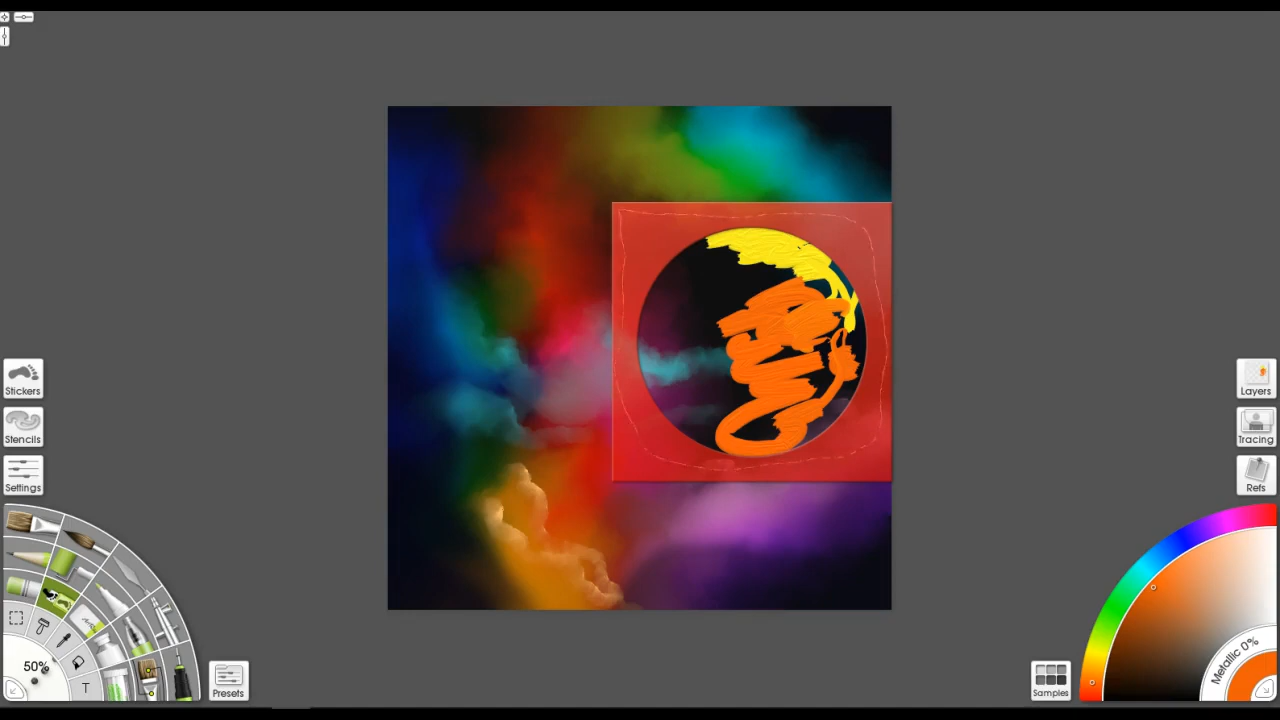 Stickers
Stencils
Settings
50%
T
Presets
Layers
Tracing
Refs
Metallic 0%
Samples